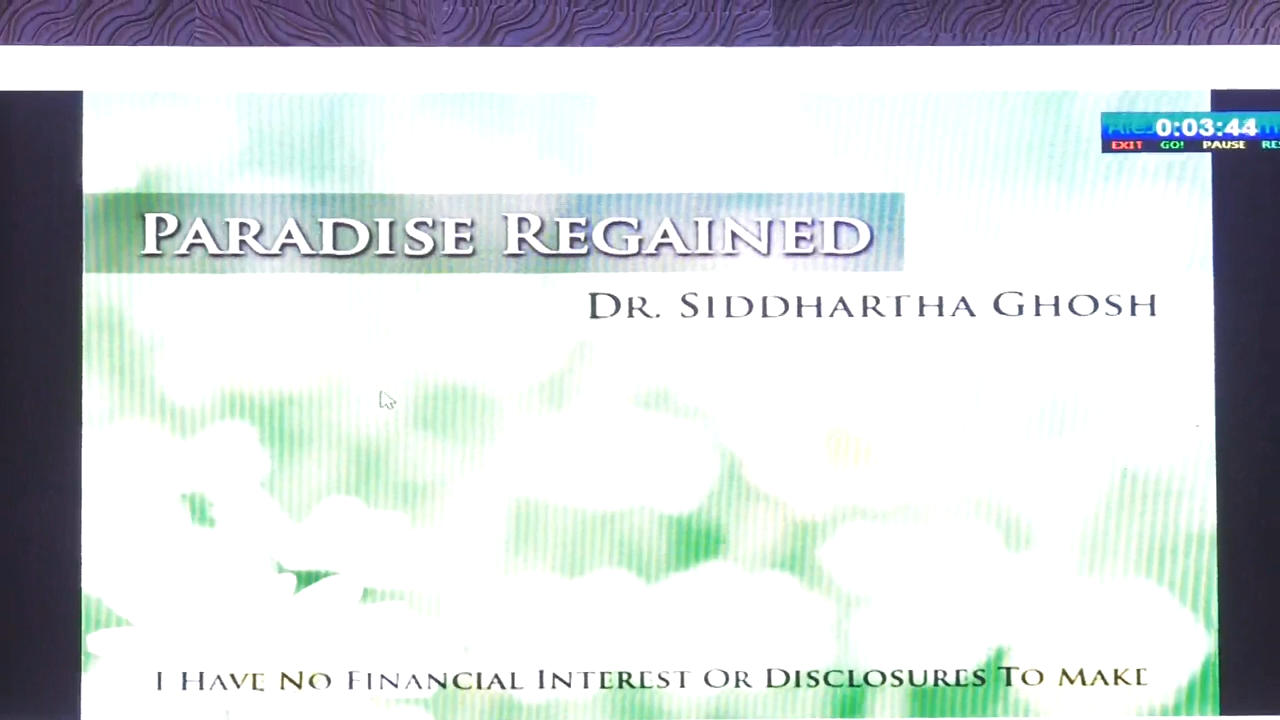 0:03:44
EXIT GO! PAUSE
PARADISE REGAINED
DR. SIDDHARTHA GHOSH
I HAVE NO FINANCIAL INTEREST OR DISCLOSURES TO MAKE